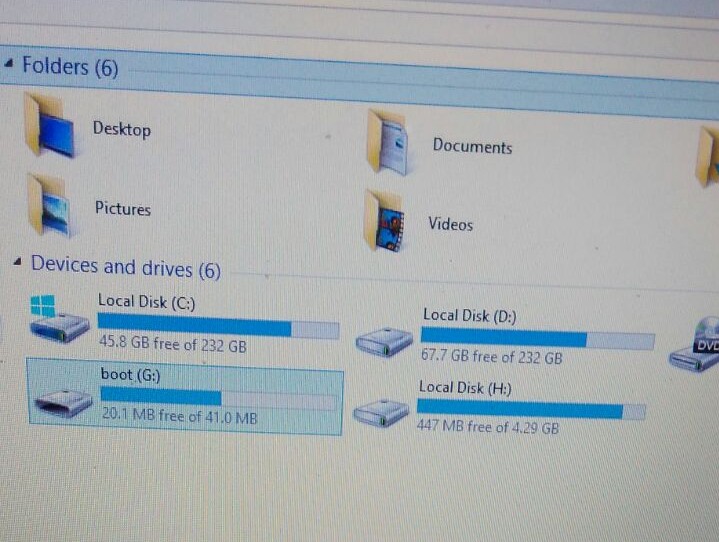 Folders (6)
Desktop
Documents
Pictures
Videos
Devices and drives (6)
Local Disk (C:)
45.8 GB free of 232 GB
Local Disk (D:)
67.7 GB free of 232 GB
DVD
boot (G:)
20.1 MB free of 41.0 MB
Local Disk (H:)
447 MB free of 4.29 GB